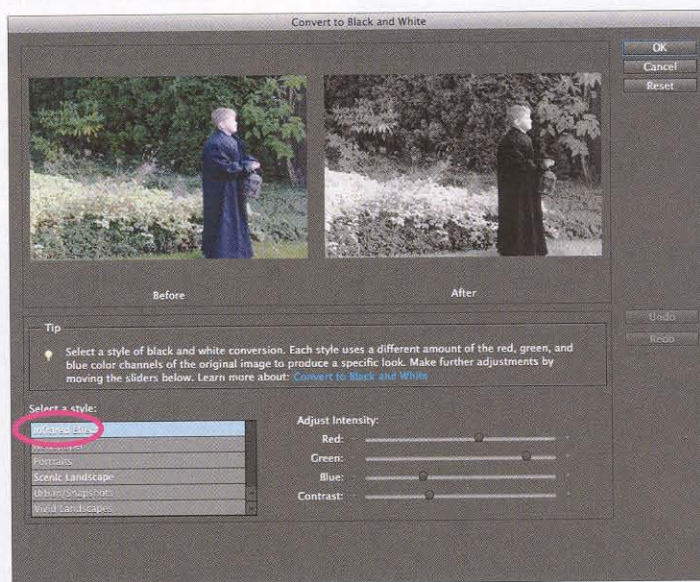 Convert to Black and White
OK
Cancel
Reset
Before
After
Undo
Redo
Tip
Select a style of black and white conversion. Each style uses a different amount of the red, green, and
blue color channels of the original image to produce a specific look. Make further adjustments by
moving the sliders below. Learn more about: Convert to Black and White
Select a style:
Infrared Effect
Newspaper
Portraits
Scenic Landscape
Urban/Snapshots
Vivid Landscapes
Adjust Intensity:
Red:
Green:
Blue:
Contrast: